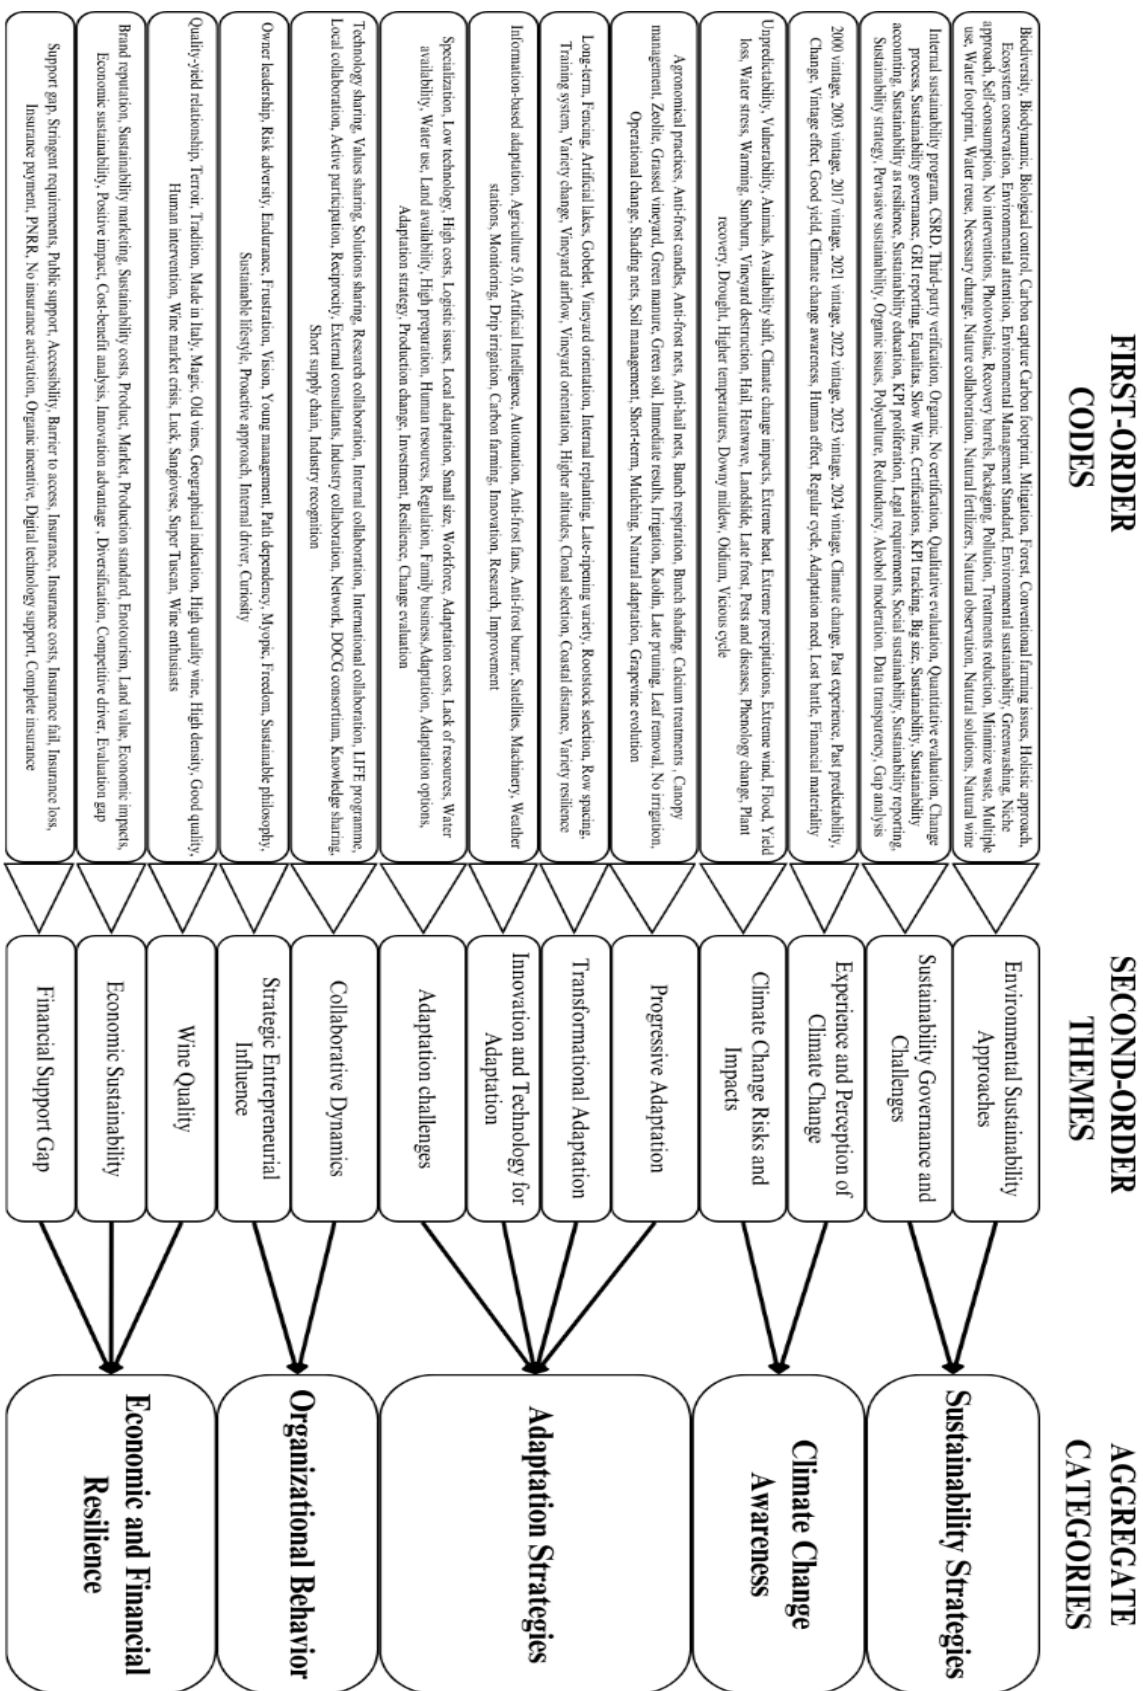 FIRST-ORDER
CODES
SECOND-ORDER
THEMES
AGGREGATE
CATEGORIES
Biodiversity, Biodynamic, Biological control, Carbon capture Carbon footprint, Mitigation, Forest, Conventional farming issues, Holistic approach,
Ecosystem conservation, Environmental attention, Environmental Management Standard, Environmental sustainability, Greenwashing, Niche
approach, Self-consumption, No interventions, Photovoltaic, Recovery barrels, Packaging, Pollution, Treatments reduction, Minimize waste, Multiple
use, Water footprint, Water reuse, Necessary change, Nature collaboration, Natural fertilizers, Natural observation, Natural solutions, Natural wine
Environmental Sustainability
Approaches
Internal sustainability program, CSRD, Third-party verification, Organic, No certification, Qualitative evaluation, Quantitative evaluation, Change
process, Sustainability governance, GRI reporting, Equalitas, Slow Wine, Certifications, KPI tracking, Big size, Sustainability, Sustainability
accounting, Sustainability as resilience, Sustainability education, KPI proliferation, Legal requirements, Social sustainability, Sustainability reporting,
Sustainability strategy, Pervasive sustainability, Organic issues, Polyculture, Redundancy, Alcohol moderation, Data transparency, Gap analysis
Sustainability Governance and
Challenges
Sustainability Strategies
2000 vintage, 2003 vintage, 2017 vintage, 2021 vintage, 2022 vintage, 2023 vintage, 2024 vintage, Climate change, Past experience, Past predictability,
Change, Vintage effect, Good yield, Climate change awareness, Human effect, Regular cycle, Adaptation need, Lost battle, Financial materiality
Experience and Perception of
Climate Change
Unpredictability, Vulnerability, Animals, Availability shift, Climate change impacts, Extreme heat, Extreme precipitations, Extreme wind, Flood, Yield
loss, Water stress, Warming, Sunburn, Vineyard destruction, Hail, Heatwave, Landslide, Late frost, Pests and diseases, Phenology change, Plant
recovery, Drought, Higher temperatures, Downy mildew, Oidium, Vicious cycle
Climate Change Risks and
Impacts
Climate Change
Awareness
Agronomical practices, Anti-frost candles, Anti-frost nets, Anti-hail nets, Bunch respiration, Bunch shading, Calcium treatments , Canopy
management, Zeolite, Grassed vineyard, Green manure, Green soil, Immediate results, Irrigation, Kaolin, Late pruning, Leaf removal, No irrigation,
Operational change, Shading nets, Soil management, Short-term, Mulching, Natural adaptation, Grapevine evolution
Progressive Adaptation
Long-term, Fencing, Artificial lakes, Gobelet, Vineyard orientation, Internal replanting, Late-ripening variety, Rootstock selection, Row spacing,
Training system, Variety change, Vineyard airflow, Vineyard orientation, Higher altitudes, Clonal selection, Coastal distance, Variety resilience
Transformational Adaptation
Information-based adaptation, Agriculture 5.0, Artificial Intelligence, Automation, Anti-frost fans, Anti-frost burner, Satellites, Machinery, Weather
stations, Monitoring, Drip irrigation, Carbon farming, Innovation, Research, Improvement
Innovation and Technology for
Adaptation
Specialization, Low technology, High costs, Logistic issues, Local adaptation, Small size, Workforce, Adaptation costs, Lack of resources, Water
availability, Water use, Land availability, High preparation, Human resources, Regulation, Family business,Adaptation, Adaptation options,
Adaptation strategy, Production change, Investment, Resilience, Change evaluation
Adaptation challenges
Adaptation Strategies
Technology sharing, Values sharing, Solutions sharing, Research collaboration, Internal collaboration, International collaboration, LIFE programme,
Local collaboration, Active participation, Reciprocity, External consultants, Industry collaboration, Network, DOCG consortium, Knowledge sharing,
Short supply chain, Industry recognition
Collaborative Dynamics
Owner leadership, Risk adversity, Endurance, Frustration, Vision, Young management, Path dependency, Myopic, Freedom, Sustainable philosophy,
Sustainable lifestyle, Proactive approach, Internal driver, Curiosity
Strategic Entrepreneurial
Influence
Organizational Behavior
Quality-yield relationship, Terroir, Tradition, Made in Italy, Magic, Old vines, Geographical indication, High quality wine, High density, Good quality,
Human intervention, Wine market crisis, Luck, Sangiovese, Super Tuscan, Wine enthusiasts
Wine Quality
Brand reputation, Sustainability marketing, Sustainability costs, Product, Market, Production standard, Enotourism, Land value, Economic impacts,
Economic sustainability, Positive impact, Cost-benefit analysis, Innovation advantage , Diversification, Competitive driver, Evaluation gap
Economic Sustainability
Support gap, Stringent requirements, Public support, Accessibility, Barrier to access, Insurance, Insurance costs, Insurance fail, Insurance loss,
Insurance payment, PNRR, No insurance activation, Organic incentive, Digital technology support, Complete insurance
Financial Support Gap
Economic and Financial
Resilience